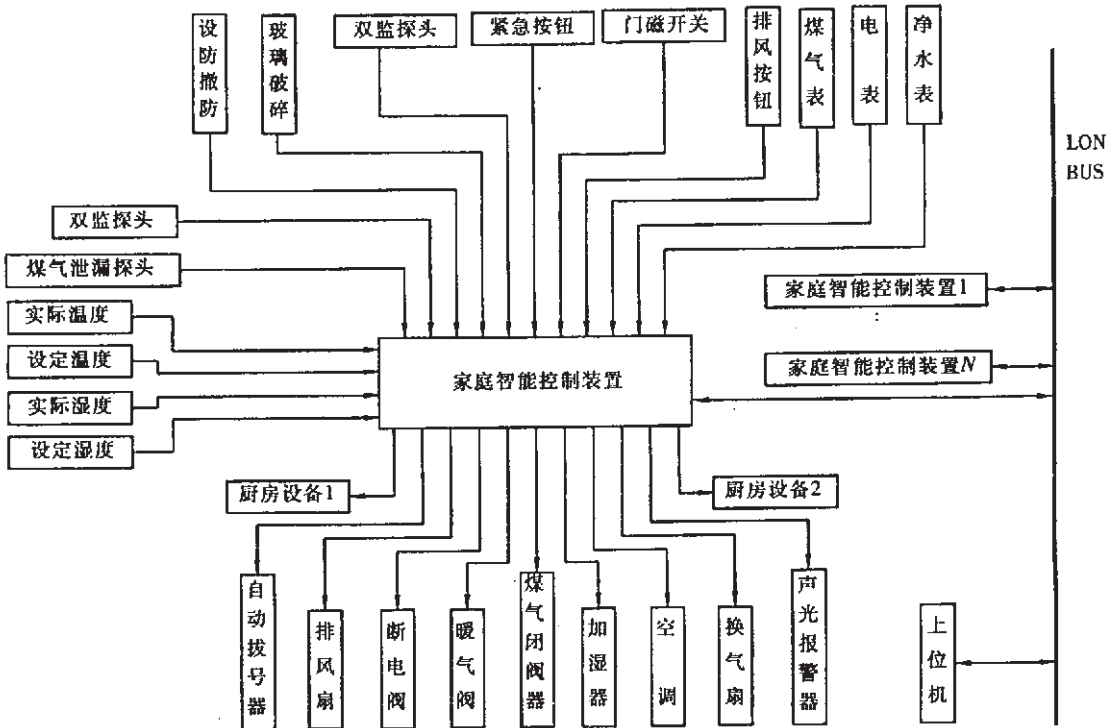 设防撤防
玻璃破碎
双监探头
紧急按钮
门磁开关
排风按钮
煤气表
电表
净水表
LON
BUS
双监探头
煤气泄漏探头
实际温度
设定温度
实际湿度
设定湿度
家庭智能控制装置
家庭智能控制装置1
⋮
家庭智能控制装置N
厨房设备1
厨房设备2
自动拔号器
排风扇
断电阀
暖气阀
煤气闭阀器
加湿器
空调
换气扇
声光报警器
上位机